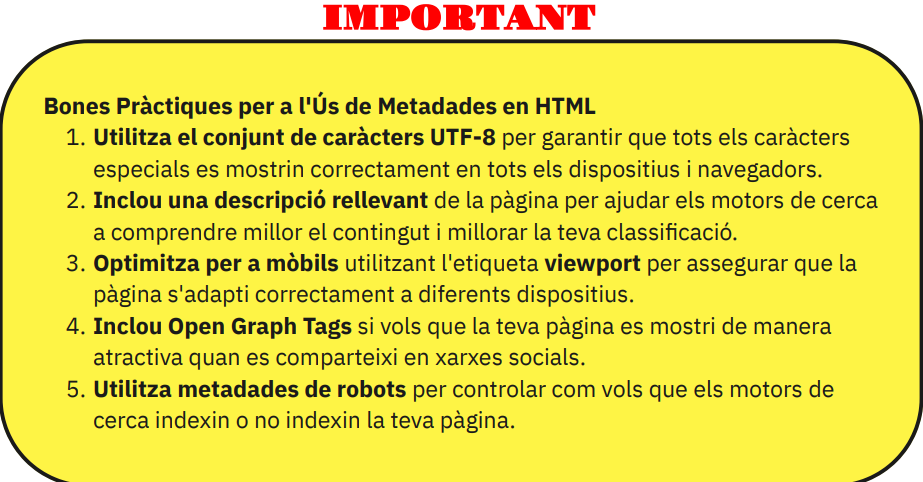 IMPORTANT
Bones Pràctiques per a l'Ús de Metadades en HTML
1. Utilitza el conjunt de caràcters UTF-8 per garantir que tots els caràcters
especials es mostrin correctament en tots els dispositius i navegadors.
2. Inclou una descripció rellevant de la pàgina per ajudar els motors de cerca
a comprendre millor el contingut i millorar la teva classificació.
3. Optimitza per a mòbils utilitzant l'etiqueta viewport per assegurar que la
pàgina s'adapti correctament a diferents dispositius.
4. Inclou Open Graph Tags si vols que la teva pàgina es mostri de manera
atractiva quan es comparteixi en xarxes socials.
5. Utilitza metadades de robots per controlar com vols que els motors de
cerca indexin o no indexin la teva pàgina.